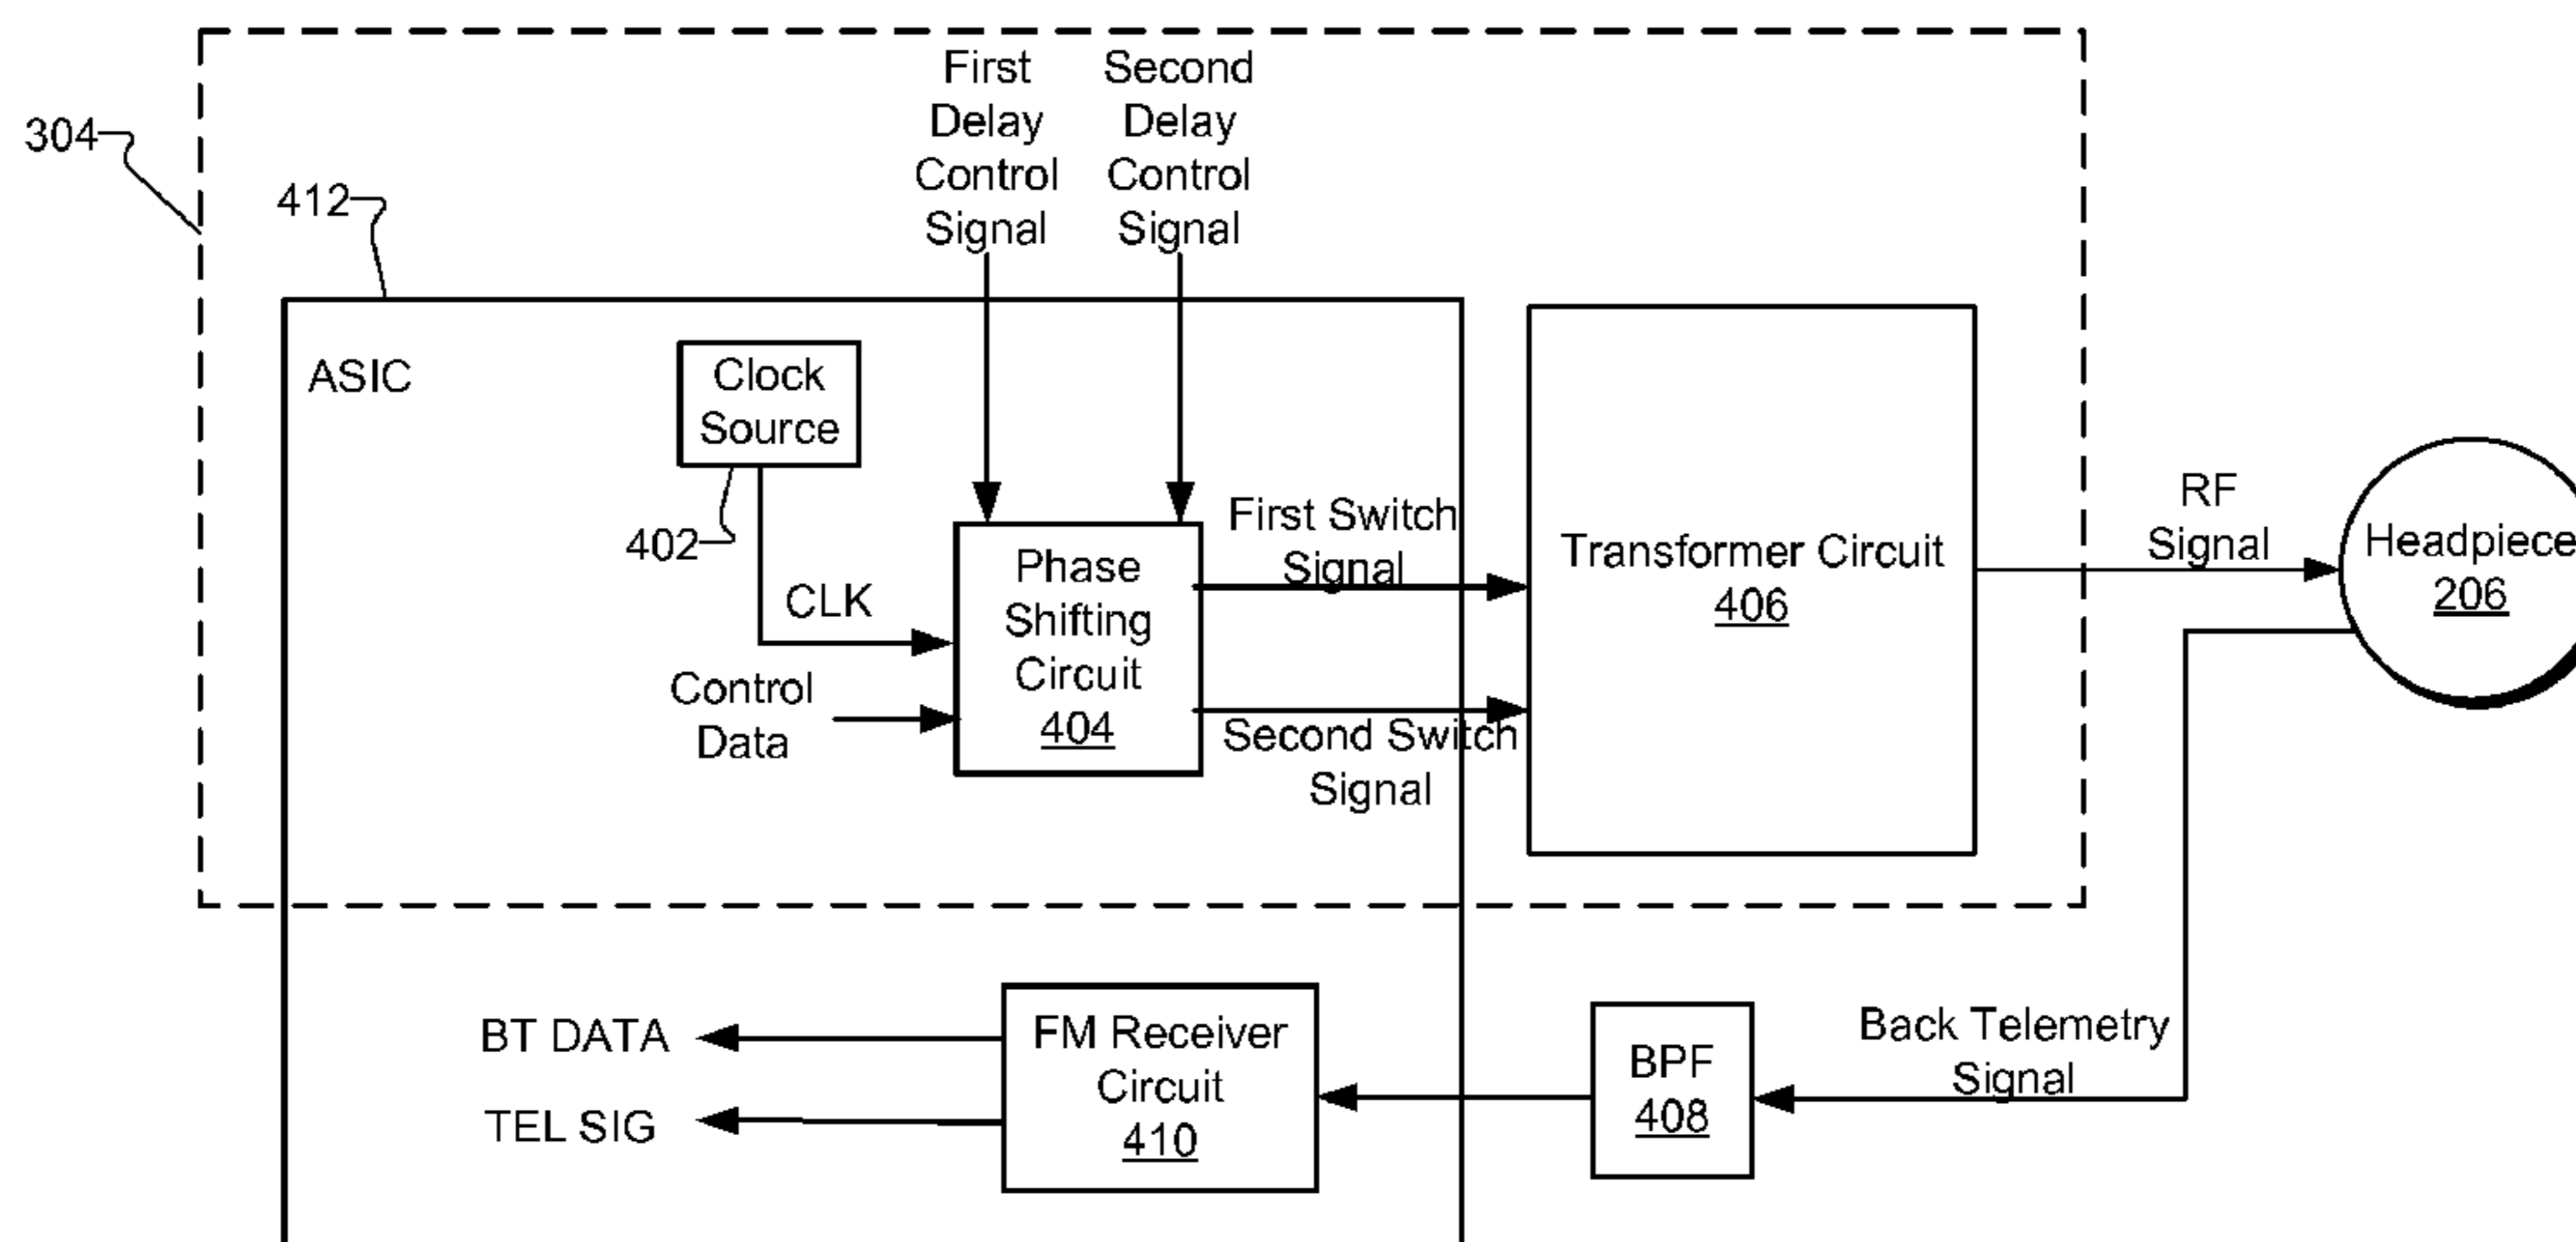 First
Delay
Control
Signal
Second
Delay
Control
Signal
304
412
ASIC
Clock
Source
402
CLK
Control
Data
Phase
Shifting
Circuit
404
First Switch
Signal
Second Switch
Signal
Transformer Circuit
406
RF
Signal
Headpiece
206
BT DATA
TEL SIG
FM Receiver
Circuit
410
BPF
408
Back Telemetry
Signal